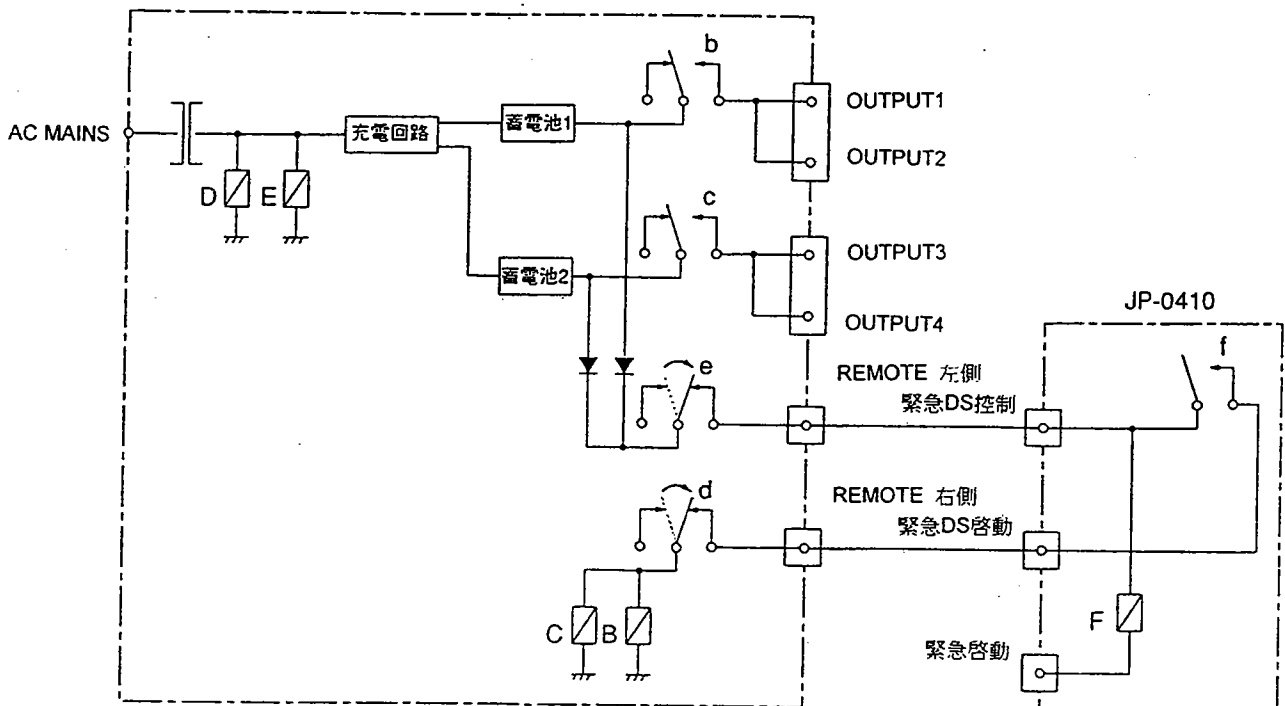 b
OUTPUT1
AC MAINS
充電回路
蓄電池1
OUTPUT2
D
E
c
OUTPUT3
蓄電池2
OUTPUT4
JP-0410
e
REMOTE 左側
緊急DS控制
f
d
REMOTE 右側
緊急DS啓動
C
B
F
緊急啓動